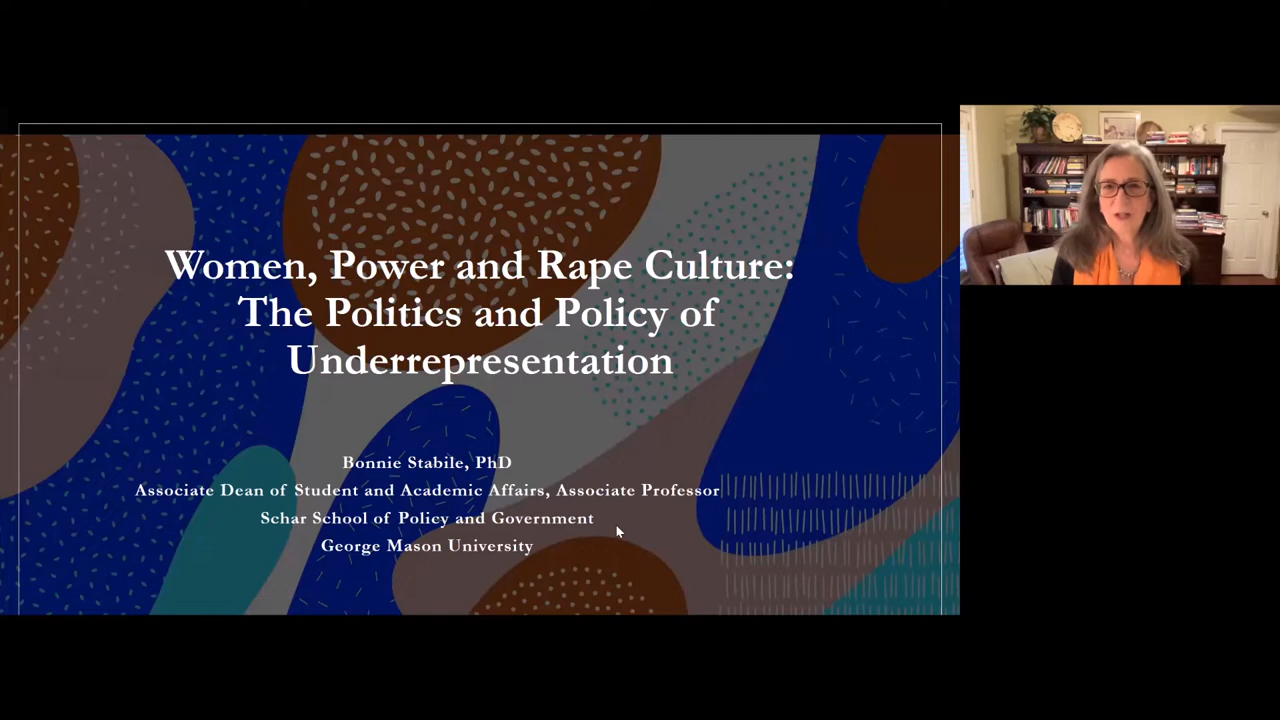 Women, Power and Rape Culture:
The Politics and Policy of
Underrepresentation
Bonnie Stabile, PhD
Associate Dean of Student and Academic Affairs, Associate Professor
Schar School of Policy and Government
George Mason University